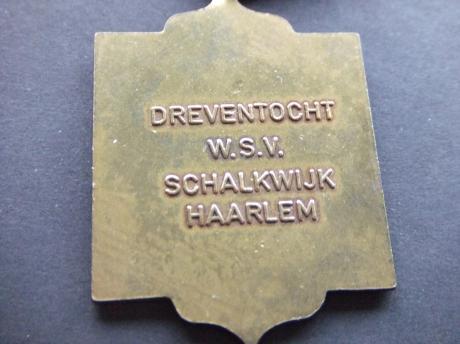 DREVENTOCHT
W.S.V.
SCHALKWIJK
HAARLEM